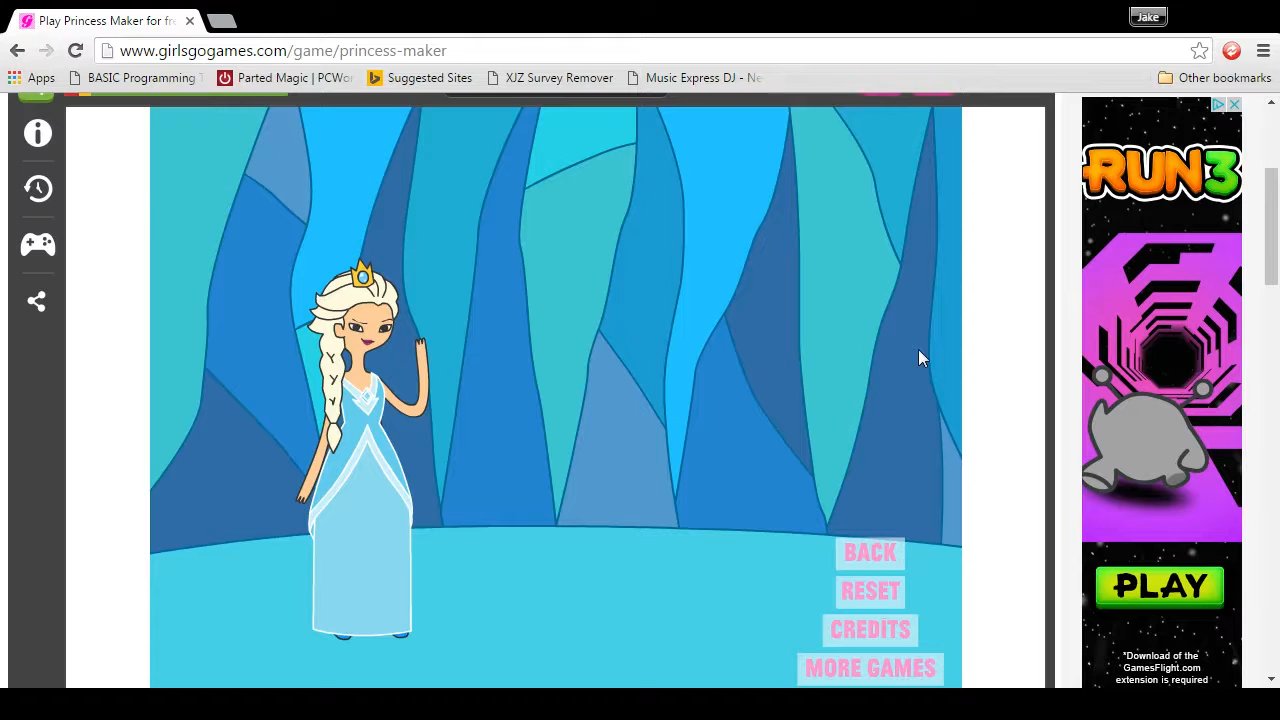 Jake
Play Princess Maker for fr
www.girlsgogames.com/game/princess-maker
Apps
BASIC Programming T
Parted Magic | PCWor
Suggested Sites
XJZ Survey Remover
Music Express DJ - Ne
Other bookmarks
RUN3
BACK
RESET
CREDITS
MORE GAMES
PLAY
*Download of the
GamesFlight.com
extension is required